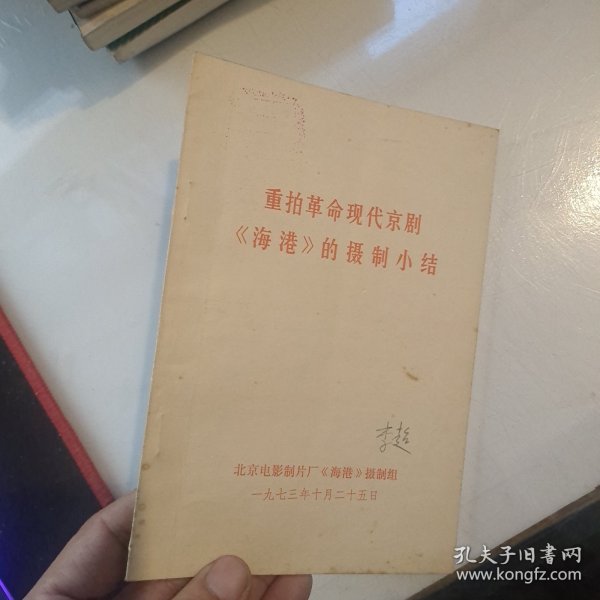 重拍革命现代京剧
《海港》的摄制小结
李超
北京电影制片厂《海港》摄制组
一九七三年十月二十五日
孔夫子旧书网
www.kongfz.com